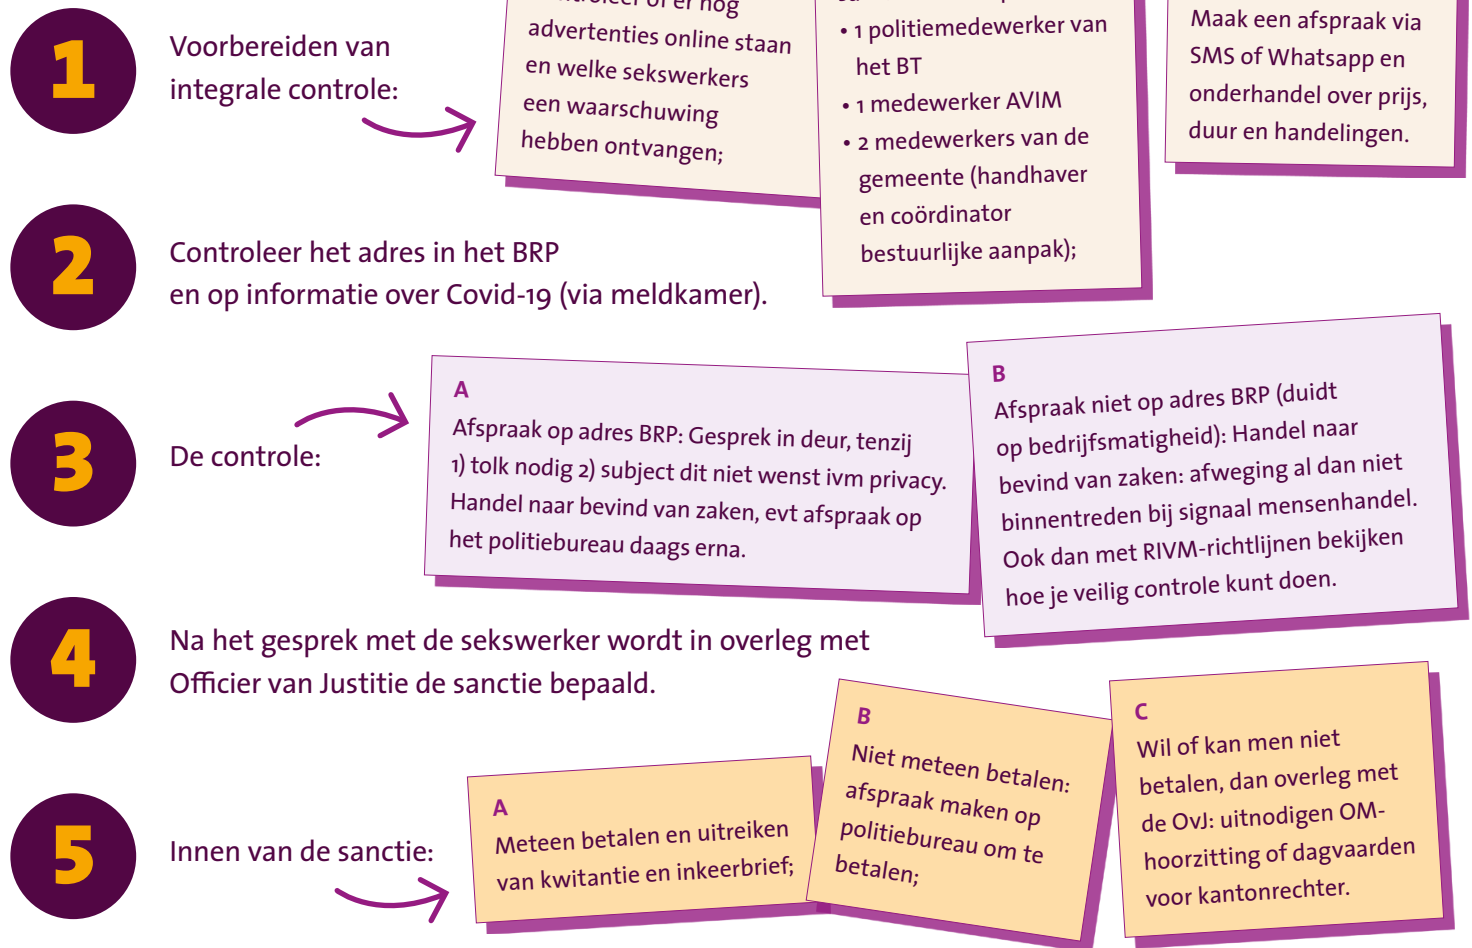 1
Voorbereiden van
integrale controle:
advertenties online staan
en welke sekswerkers
een waarschuwing
hebben ontvangen;
• 1 politiemedewerker van
het BT
• 1 medewerker AVIM
• 2 medewerkers van de
gemeente (handhaver
en coördinator
bestuurlijke aanpak);
Maak een afspraak via
SMS of Whatsapp en
onderhandel over prijs,
duur en handelingen.
2
Controleer het adres in het BRP
en op informatie over Covid-19 (via meldkamer).
3
De controle:
A
Afspraak op adres BRP: Gesprek in deur, tenzij
1) tolk nodig 2) subject dit niet wenst ivm privacy.
Handel naar bevind van zaken, evt afspraak op
het politiebureau daags erna.
B
Afspraak niet op adres BRP (duidt
op bedrijfsmatigheid): Handel naar
bevind van zaken: afweging al dan niet
binnentreden bij signaal mensenhandel.
Ook dan met RIVM-richtlijnen bekijken
hoe je veilig controle kunt doen.
4
Na het gesprek met de sekswerker wordt in overleg met
Officier van Justitie de sanctie bepaald.
5
Innen van de sanctie:
A
Meteen betalen en uitreiken
van kwitantie en inkeerbrief;
B
Niet meteen betalen:
afspraak maken op
politiebureau om te
betalen;
C
Wil of kan men niet
betalen, dan overleg met
de OvJ: uitnodigen OM-
hoorzitting of dagvaarden
voor kantonrechter.